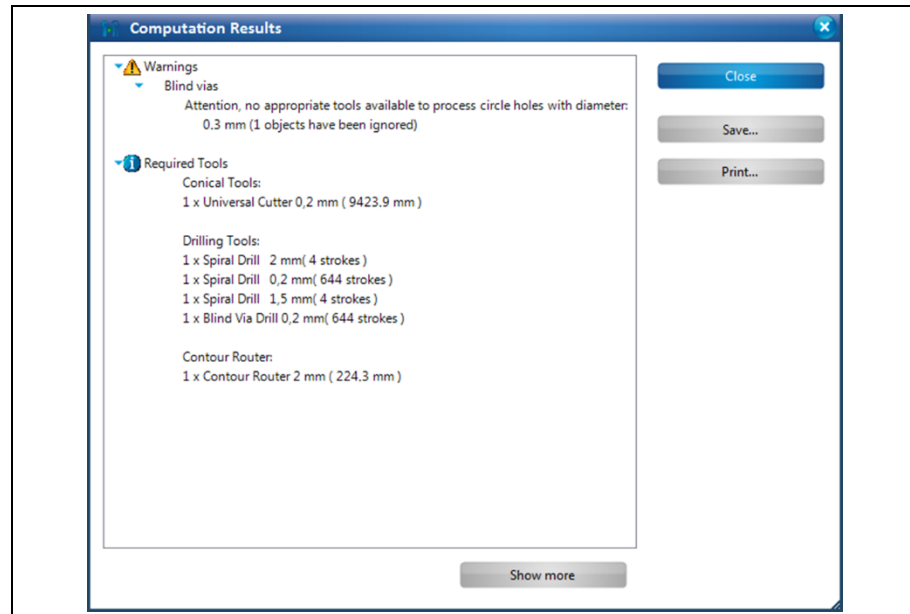 Computation Results
Warnings
Blind vias
Attention, no appropriate tools available to process circle holes with diameter:
0.3 mm (1 objects have been ignored)
Required Tools
Conical Tools:
1 x Universal Cutter 0,2 mm ( 9423.9 mm )
Drilling Tools:
1 x Spiral Drill 2 mm( 4 strokes )
1 x Spiral Drill 0,2 mm( 644 strokes )
1 x Spiral Drill 1,5 mm( 4 strokes )
1 x Blind Via Drill 0,2 mm( 644 strokes )
Contour Router:
1 x Contour Router 2 mm ( 224.3 mm )
Close
Save...
Print...
Show more